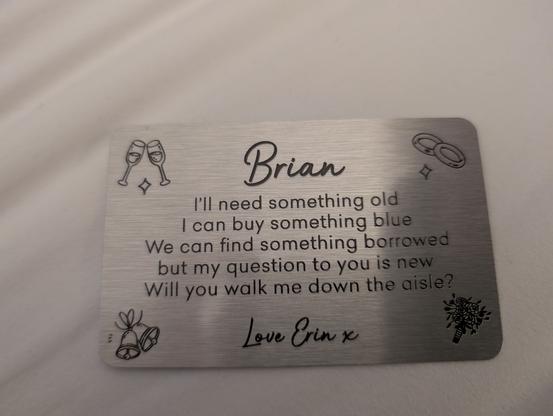 Brian
I'll need something old
I can buy something blue
We can find something borrowed
but my question to you is new
Will you walk me down the aisle?
Love Erin x